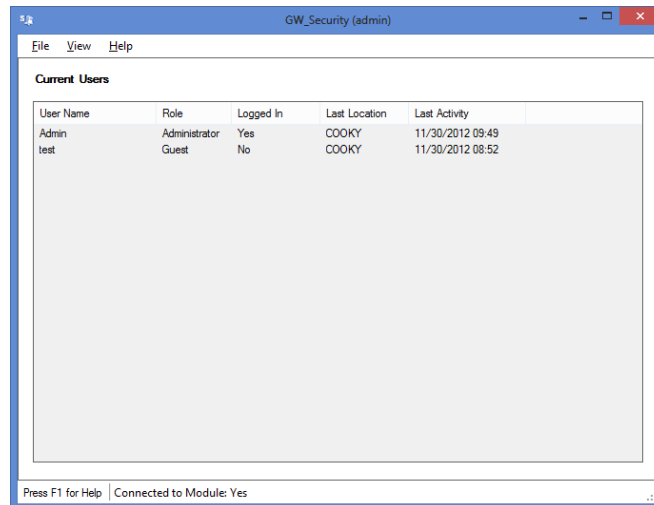 GW_Security (admin)
File View Help
Current Users
User Name Role Logged In Last Location Last Activity
Admin Administrator Yes COOKY 11/30/2012 09:49
test Guest No COOKY 11/30/2012 08:52
Press F1 for Help Connected to Module: Yes